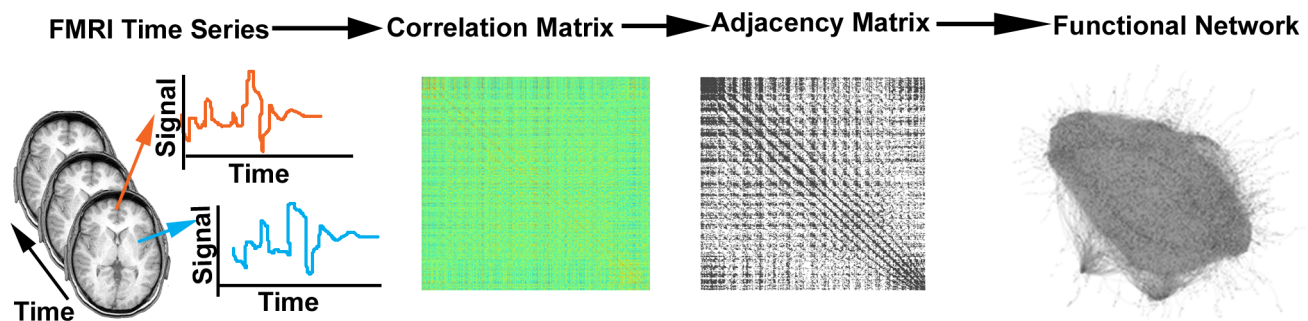 FMRI Time Series
Correlation Matrix
Adjacency Matrix
Functional Network
Signal
Time
Signal
Time
Time